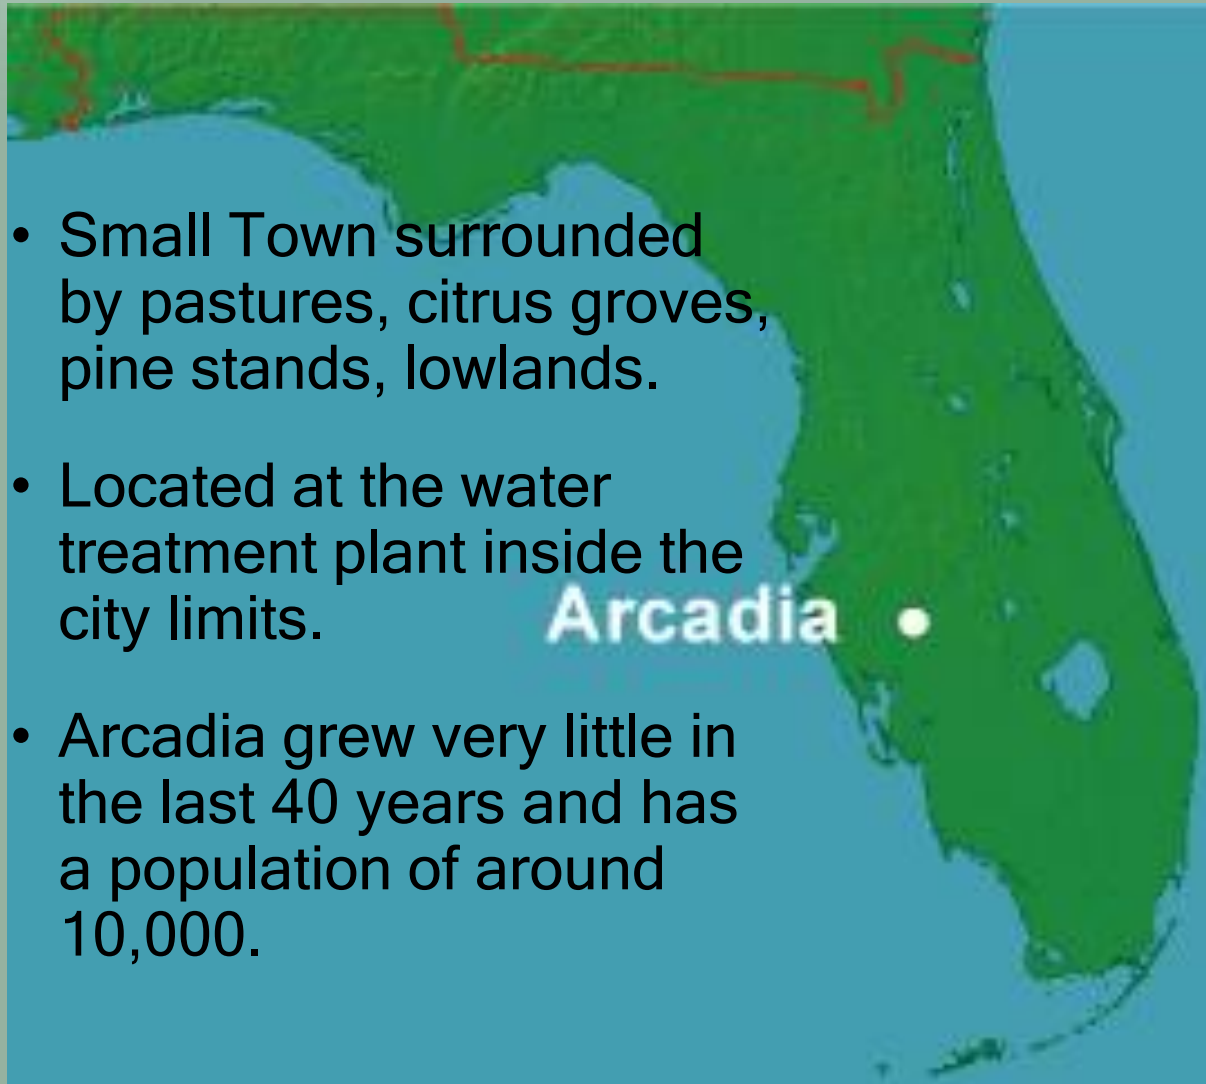 • Small Town surrounded
by pastures, citrus groves,
pine stands, lowlands.
• Located at the water
treatment plant inside the
city limits.
Arcadia
• Arcadia grew very little in
the last 40 years and has
a population of around
10,000.